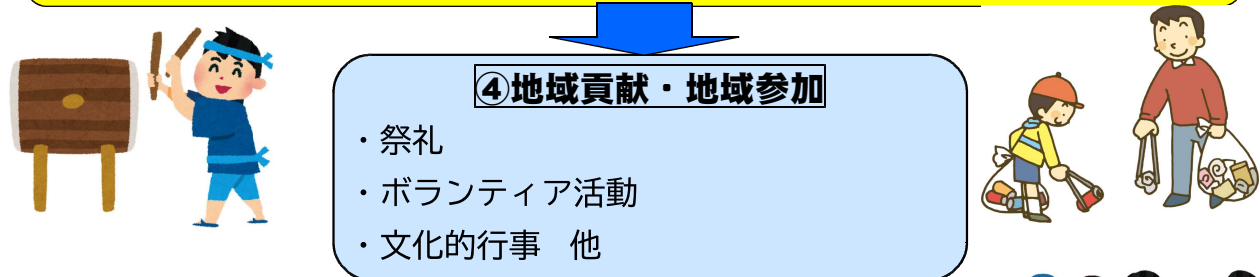 ④地域貢献・地域参加
・祭礼
・ボランティア活動
・文化的行事　他